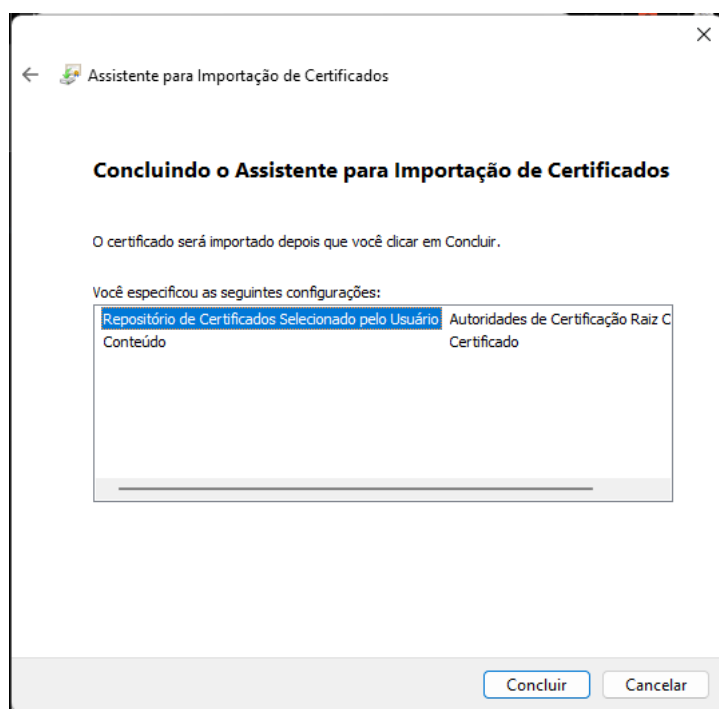 Assistente para Importação de Certificados
Concluindo o Assistente para Importação de Certificados
O certificado será importado depois que você clicar em Concluir.
Você especificou as seguintes configurações:
Repositório de Certificados Selecionado pelo Usuário Autoridades de Certificação Raiz C
Conteúdo Certificado
Concluir Cancelar